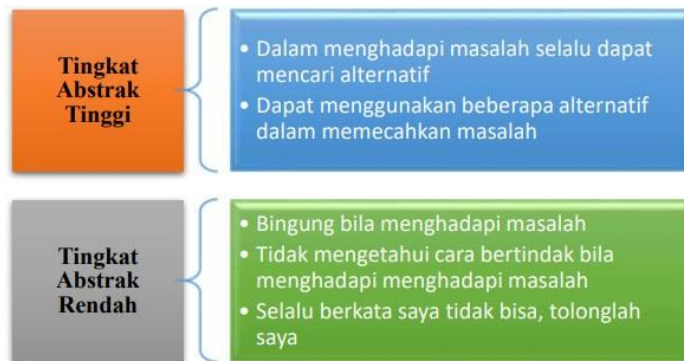 Tingkat
Abstrak
Tinggi
• Dalam menghadapi masalah selalu dapat
mencari alternatif
• Dapat menggunakan beberapa alternatif
dalam memecahkan masalah
Tingkat
Abstrak
Rendah
• Bingung bila menghadapi masalah
• Tidak mengetahui cara bertindak bila
menghadapi menghadapi masalah
• Selalu berkata saya tidak bisa, tolonglah
saya